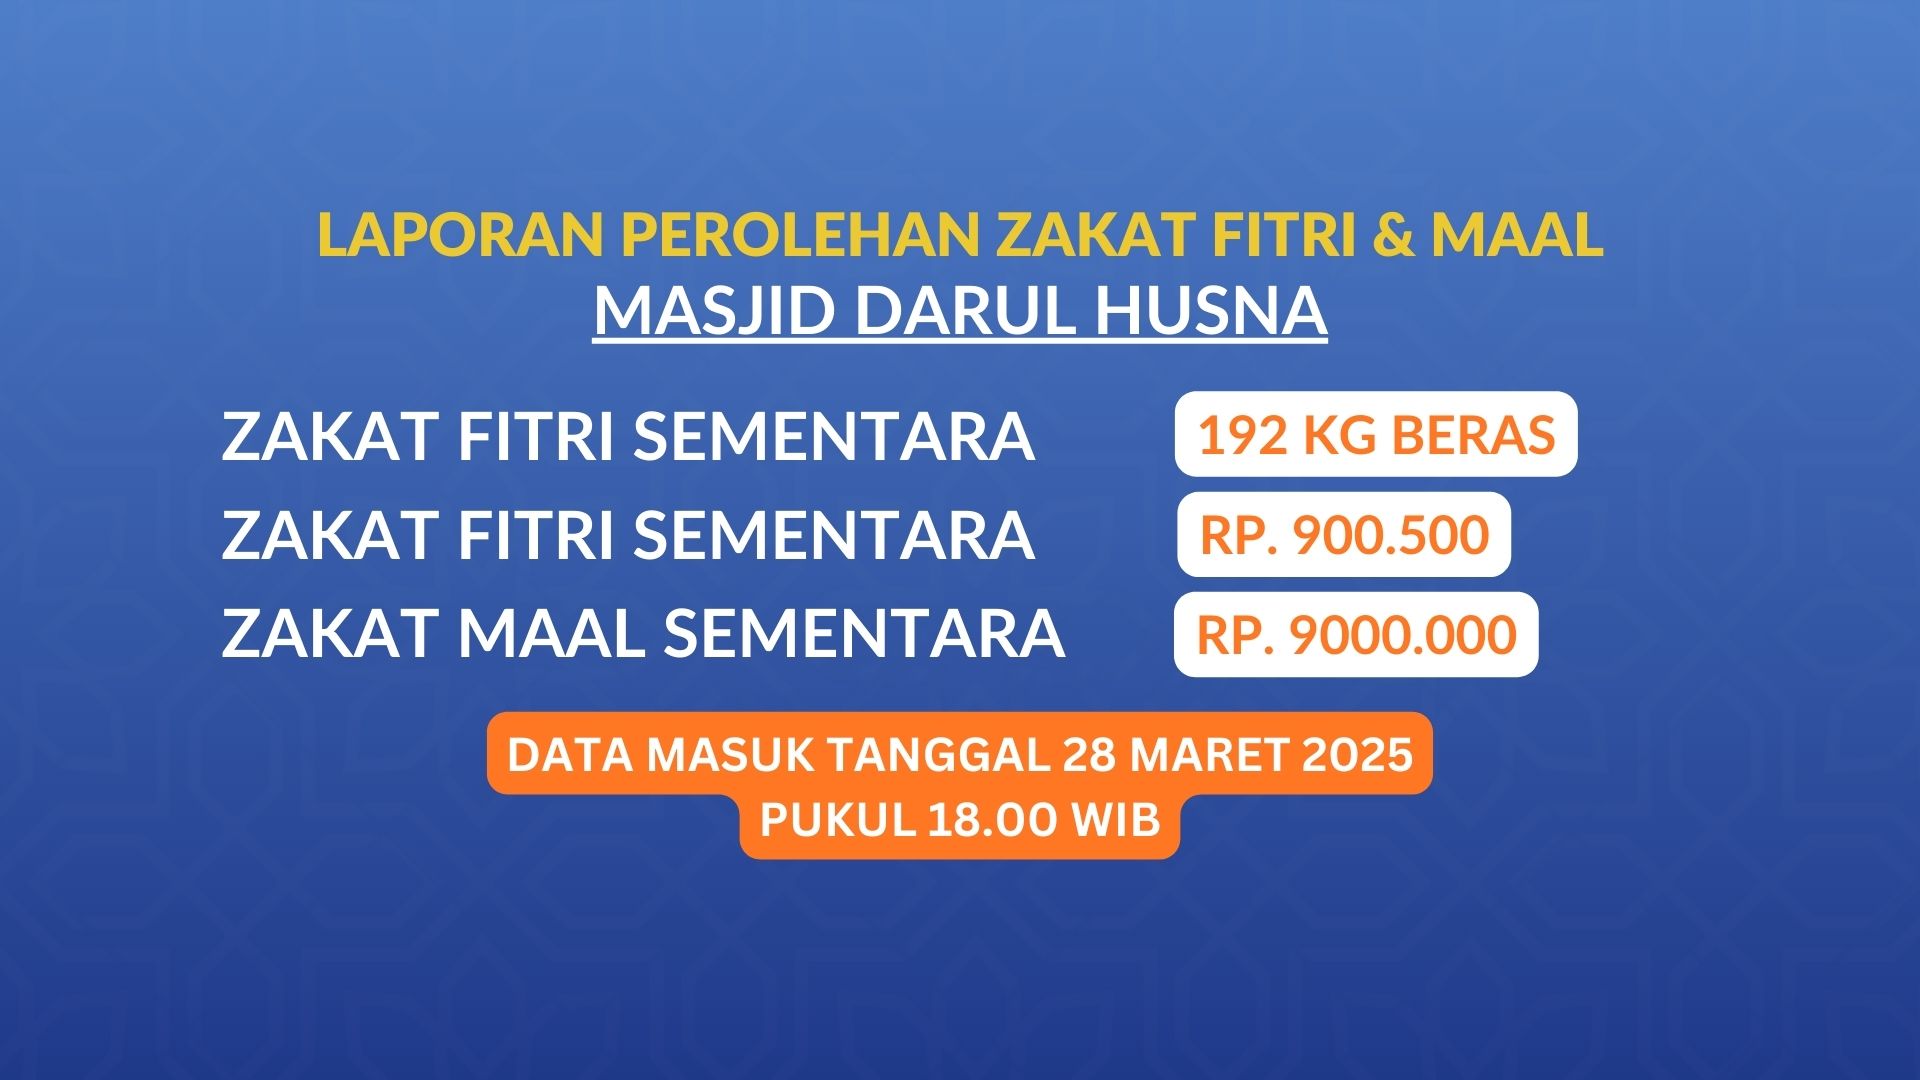 LAPORAN PEROLEHAN ZAKAT FITRI & MAAL
MASJID DARUL HUSNA
ZAKAT FITRI SEMENTARA 192 KG BERAS
ZAKAT FITRI SEMENTARA RP. 900.500
ZAKAT MAAL SEMENTARA RP. 9000.000
DATA MASUK TANGGAL 28 MARET 2025
PUKUL 18.00 WIB